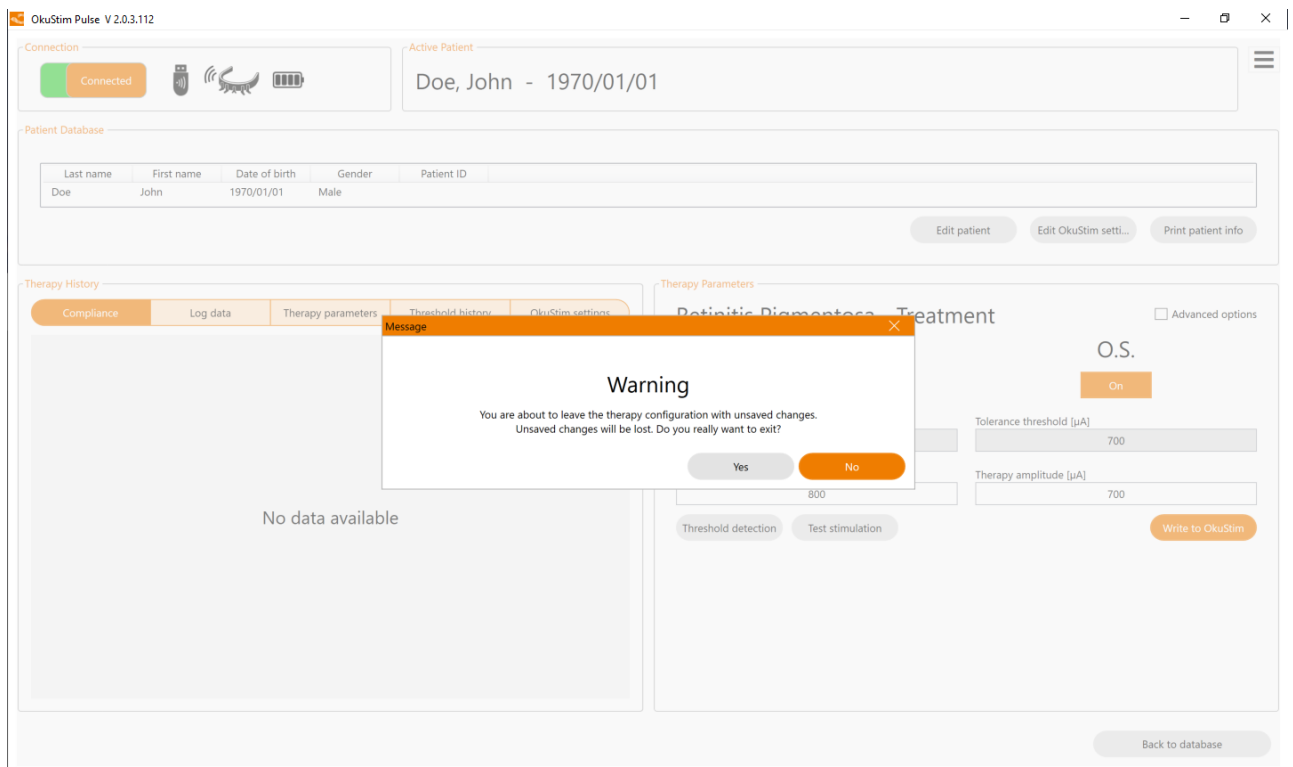 OkuStim Pulse V 2.0.3.112
Connection
Connected
Active Patient
Doe, John - 1970/01/01
Patient Database
Last name First name Date of birth Gender Patient ID
Doe John 1970/01/01 Male
Edit patient Edit OkuStim setti... Print patient info
Therapy History
Compliance Log data Therapy parameters Threshold history OkuStim settings
No data available
Therapy Parameters
Retinitis Pigmentosa - Treatment
Advanced options
O.S.
On
Tolerance threshold [µA]
700
Therapy amplitude [µA]
800 700
Threshold detection Test stimulation Write to OkuStim
Message
Warning
You are about to leave the therapy configuration with unsaved changes.
Unsaved changes will be lost. Do you really want to exit?
Yes No
Back to database